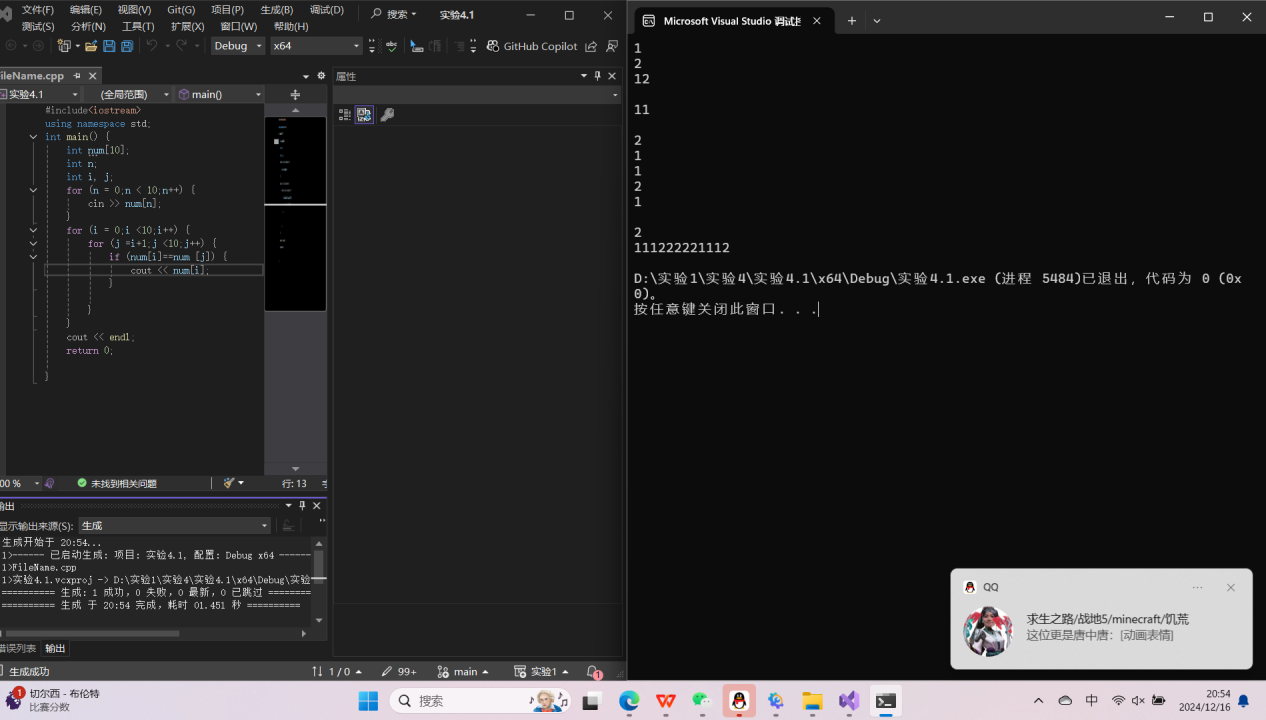 文件(F) 编辑(E) 视图(V) Git(G) 项目(P) 生成(B) 调试(D)
测试(S) 分析(N) 工具(T) 扩展(X) 窗口(W) 帮助(H)
搜索 实验4.1
Debug x64 GitHub Copilot
ileName.cpp
实验4.1 (全局范围) main()
#include<iostream>
using namespace std;
int main() {
int num[10];
int n;
int i, j;
for (n = 0;n < 10;n++) {
cin >> num[n];
}
for (i = 0;i <10;i++) {
for (j =i+1;j <10;j++) {
if (num[i]==num [j]) {
cout << num[i];
}
}
}
cout << endl;
return 0;
}
00 % 未找到相关问题 行: 13
属性
输出
显示输出来源(S): 生成
生成开始于 20:54...
1>------ 已启动生成: 项目: 实验4.1, 配置: Debug x64 ------
1>FileName.cpp
1>实验4.1.vcxproj -> D:\实验1\实验4\实验4.1\x64\Debug\实验
========== 生成: 1 成功，0 失败，0 最新，0 已跳过 ========
========== 生成 于 20:54 完成，耗时 01.451 秒 ==========
错误列表 输出
生成成功 1 / 0 99+ main 实验1 1
Microsoft Visual Studio 调试控
1
2
12
11
2
1
1
2
1
2
111222221112
D:\实验1\实验4\实验4.1\x64\Debug\实验4.1.exe (进程 5484)已退出，代码为 0 (0x
0)。
按任意键关闭此窗口. . .
QQ
求生之路/战地5/minecraft/饥荒
这位更是唐中唐：[动画表情]
1 切尔西 - 布伦特
比赛分数
搜索
中
20:54
2024/12/16